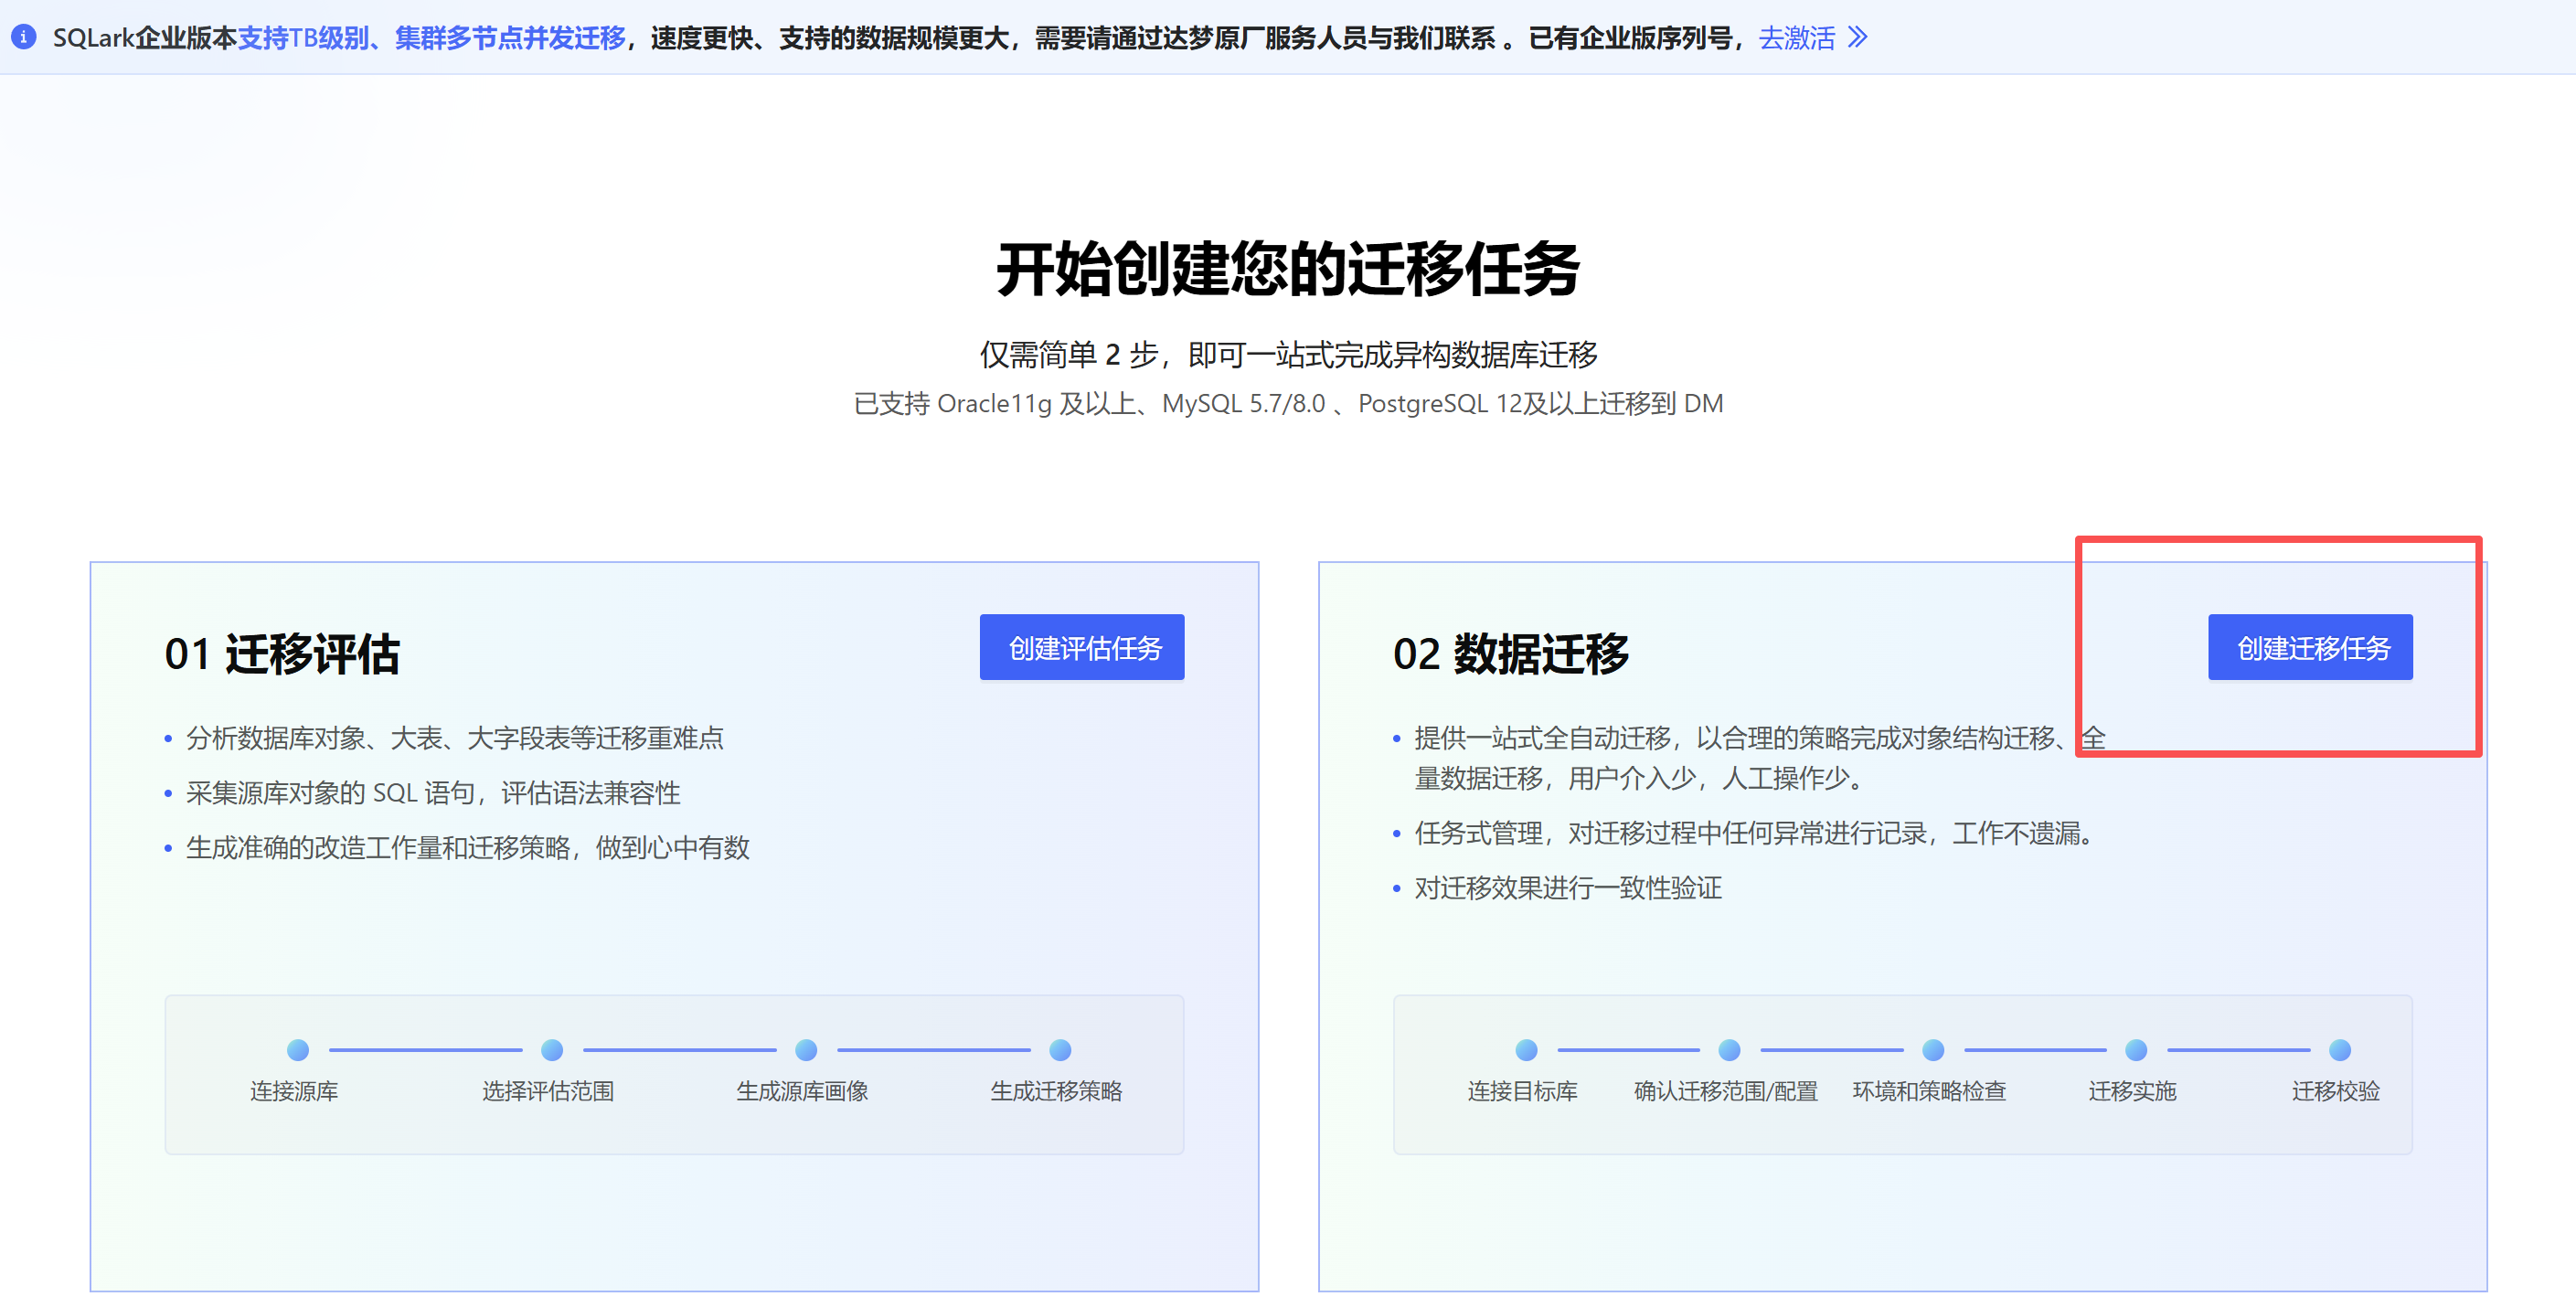 SQLark企业版本支持TB级别、集群多节点并发迁移，速度更快、支持的数据规模更大，需要请通过达梦原厂服务人员与我们联系 。已有企业版序列号，去激活
开始创建您的迁移任务
仅需简单 2 步，即可一站式完成异构数据库迁移
已支持 Oracle11g 及以上、MySQL 5.7/8.0 、PostgreSQL 12及以上迁移到 DM
01 迁移评估
创建评估任务
分析数据库对象、大表、大字段表等迁移重难点
采集源库对象的 SQL 语句，评估语法兼容性
生成准确的改造工作量和迁移策略，做到心中有数
连接源库
选择评估范围
生成源库画像
生成迁移策略
02 数据迁移
创建迁移任务
提供一站式全自动迁移，以合理的策略完成对象结构迁移、全
量数据迁移，用户介入少，人工操作少。
任务式管理，对迁移过程中任何异常进行记录，工作不遗漏。
对迁移效果进行一致性验证
连接目标库
确认迁移范围/配置
环境和策略检查
迁移实施
迁移校验